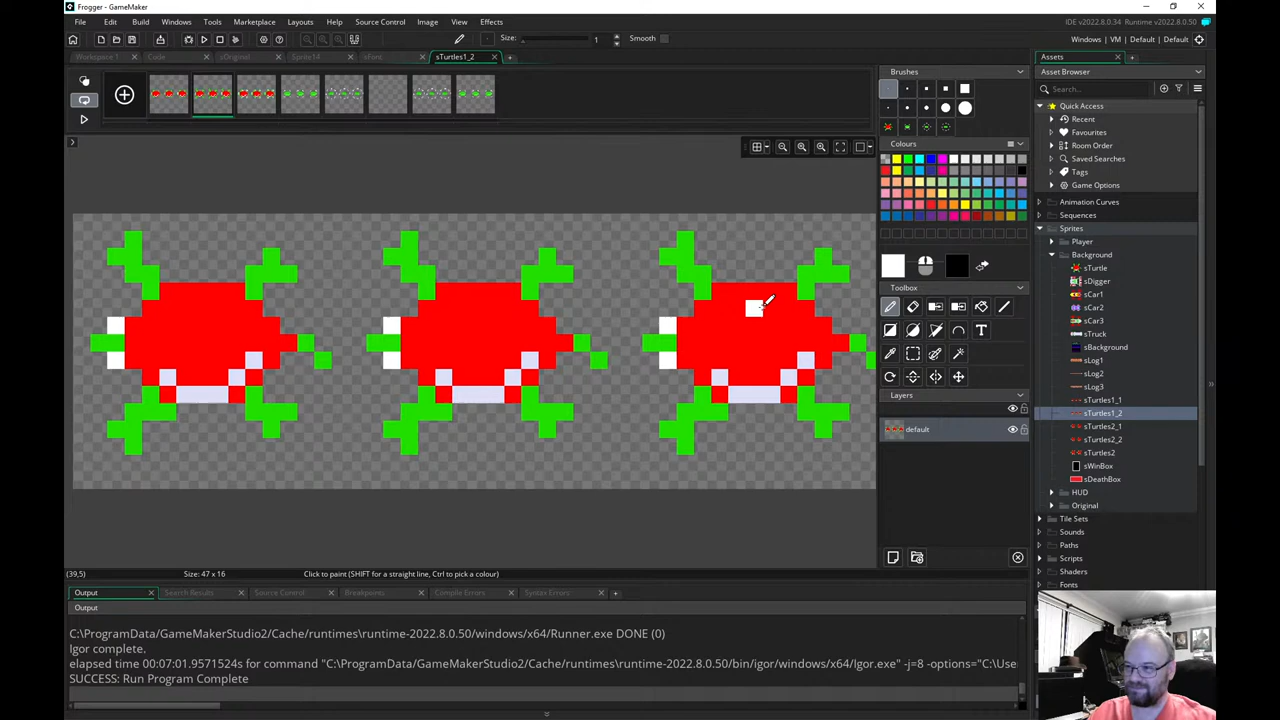 Frogger - GameMaker
File Edit Build Windows Tools Marketplace Layouts Help Source Control Image View Effects
IDE v2022.8.0.34 Runtime v2022.8.0.50
Size: 1 Smooth
Windows | VM | Default | Default
Workspace 1 Code sOriginal Sprite14 sfont sTurtles1_2
Assets
Asset Browser
Search...
Quick Access
Recent
Favourites
Room Order
Saved Searches
Tags
Game Options
Animation Curves
Sequences
Sprites
Player
Background
sTurtle
sDigger
sCar1
sCar2
sCar3
sTruck
sBackground
sLog1
sLog2
sLog3
sTurtles1_1
sTurtles1_2
sTurtles2_1
sTurtles2_2
sTurtles2
sWinBox
sDeathBox
HUD
Original
Tile Sets
Sounds
Paths
Scripts
Shaders
Fonts
Brushes
Colours
Toolbox
Layers
default
(39,5) Size: 47 x 16 Click to paint (SHIFT for a straight line, Ctrl to pick a colour)
Output Search Results Source Control Breakpoints Compile Errors Syntax Errors
Output
C:\ProgramData/GameMakerStudio2/Cache/runtimes\runtime-2022.8.0.50/windows/x64/Runner.exe DONE (0)
Igor complete.
elapsed time 00:07:01.9571524s for command "C:\ProgramData/GameMakerStudio2/Cache/runtimes\runtime-2022.8.0.50/bin/igor/windows/x64/Igor.exe" -j=8 -options="C:\Use
SUCCESS: Run Program Complete